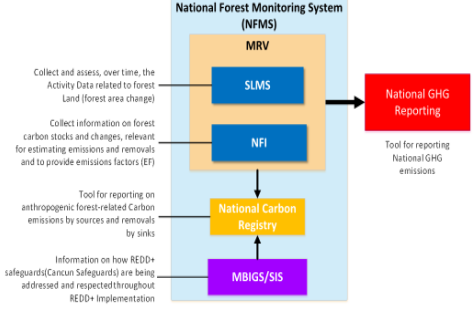 National Forest Monitoring System
(NFMS)
MRV
Collect and assess, over time, the
Activity Data related to forest
Land (forest area change)
SLMS
National GHG
Reporting
Collect information on forest
carbon stocks and changes, relevant
for estimating emissions and removals
and to provide emissions factors (EF)
NFI
Tool for reporting
National GHG
emissions
Tool for reporting on
anthropogenic forest-related Carbon
emissions by sources and removals
by sinks
National Carbon
Registry
Information on how REDD+
safeguards(Cancun Safeguards) are being
addressed and respected throughout
REDD+ Implementation
MBIGS/SIS